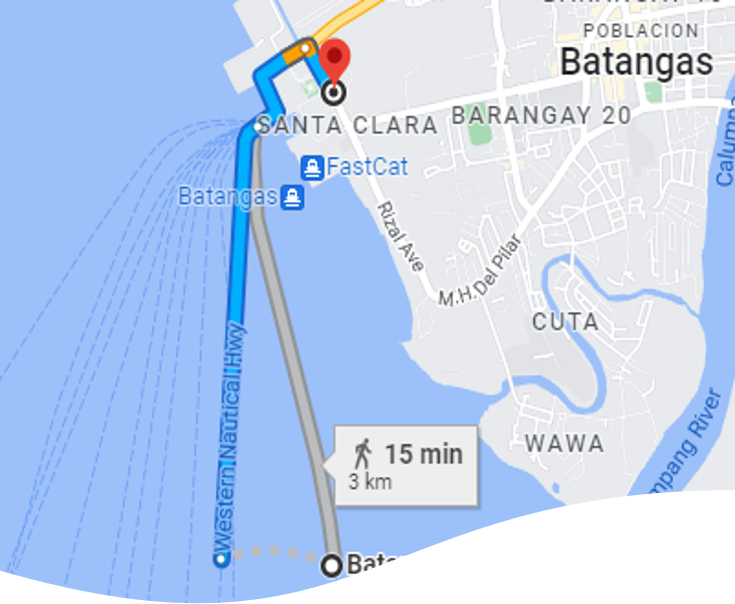 POBLACION
Batangas
BARANGAY 20
SANTA CLARA
FastCat
Batangas
Rizal Ave
M.H.Del Pilar
CUTA
Western Nautical Hwy
15 min
3 km
WAWA
River